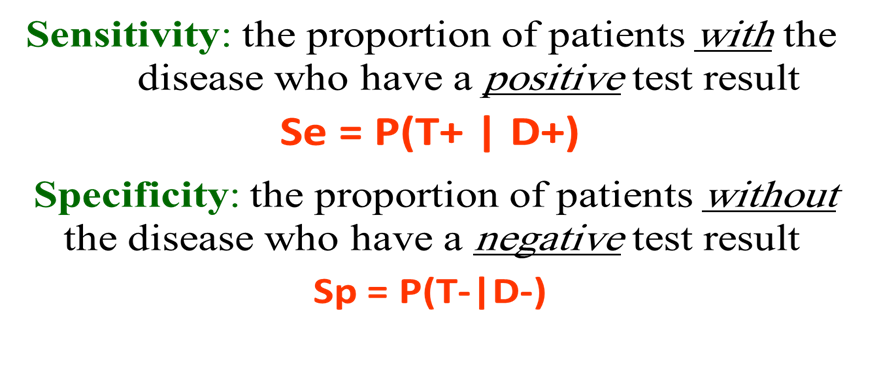 Sensitivity: the proportion of patients with the
disease who have a positive test result
Se = P(T+ | D+)
Specificity: the proportion of patients without
the disease who have a negative test result
Sp = P(T-|D-)